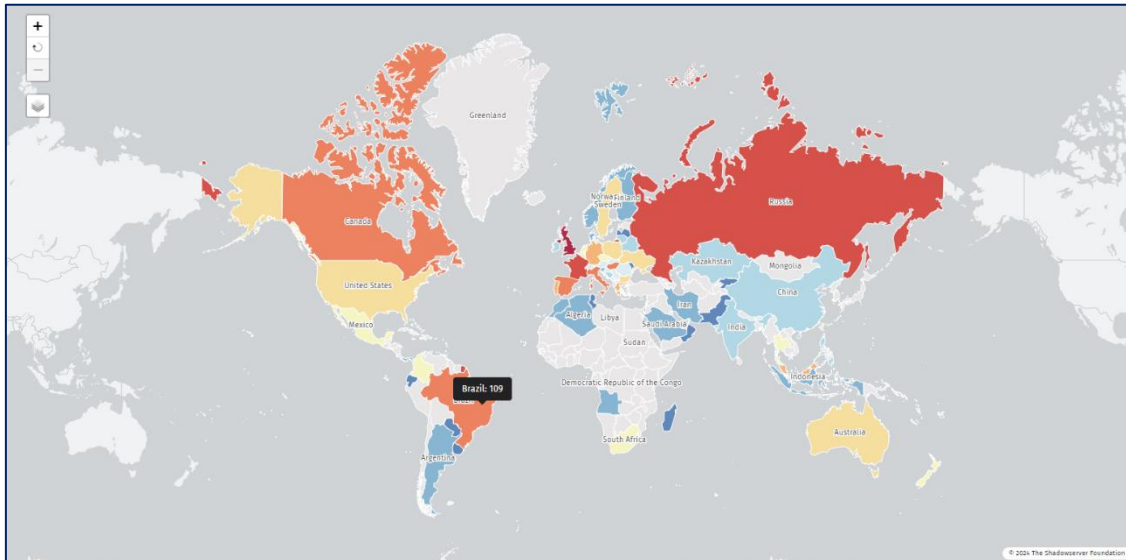 +
−
Greenland
Norwa
Finland
Sweden
Russia
Canada
Kazakhstan
Mongolia
United States
China
Iran
Mexico
Algeria
Libya
Saudi Arabia
India
Sudan
Democratic Republic of the Congo
Indonesia
Brazil: 109
Australia
South Africa
Argentina
© 2024 The Shadowserver Foundation